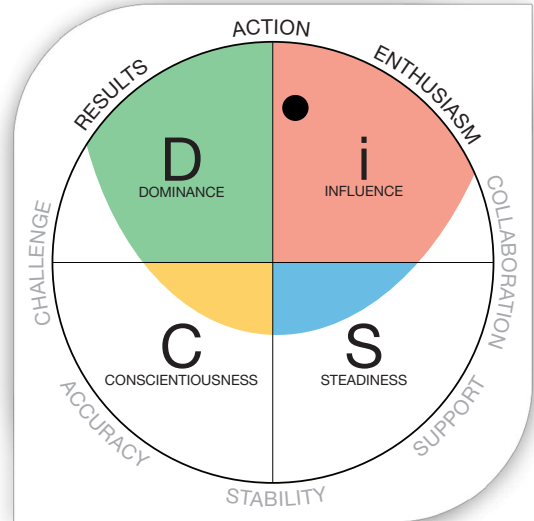 ACTION
RESULTS
ENTHUSIASM
D
DOMINANCE
i
INFLUENCE
CHALLENGE
COLLABORATION
C
CONSCIENTIOUSNESS
S
STEADINESS
ACCURACY
SUPPORT
STABILITY